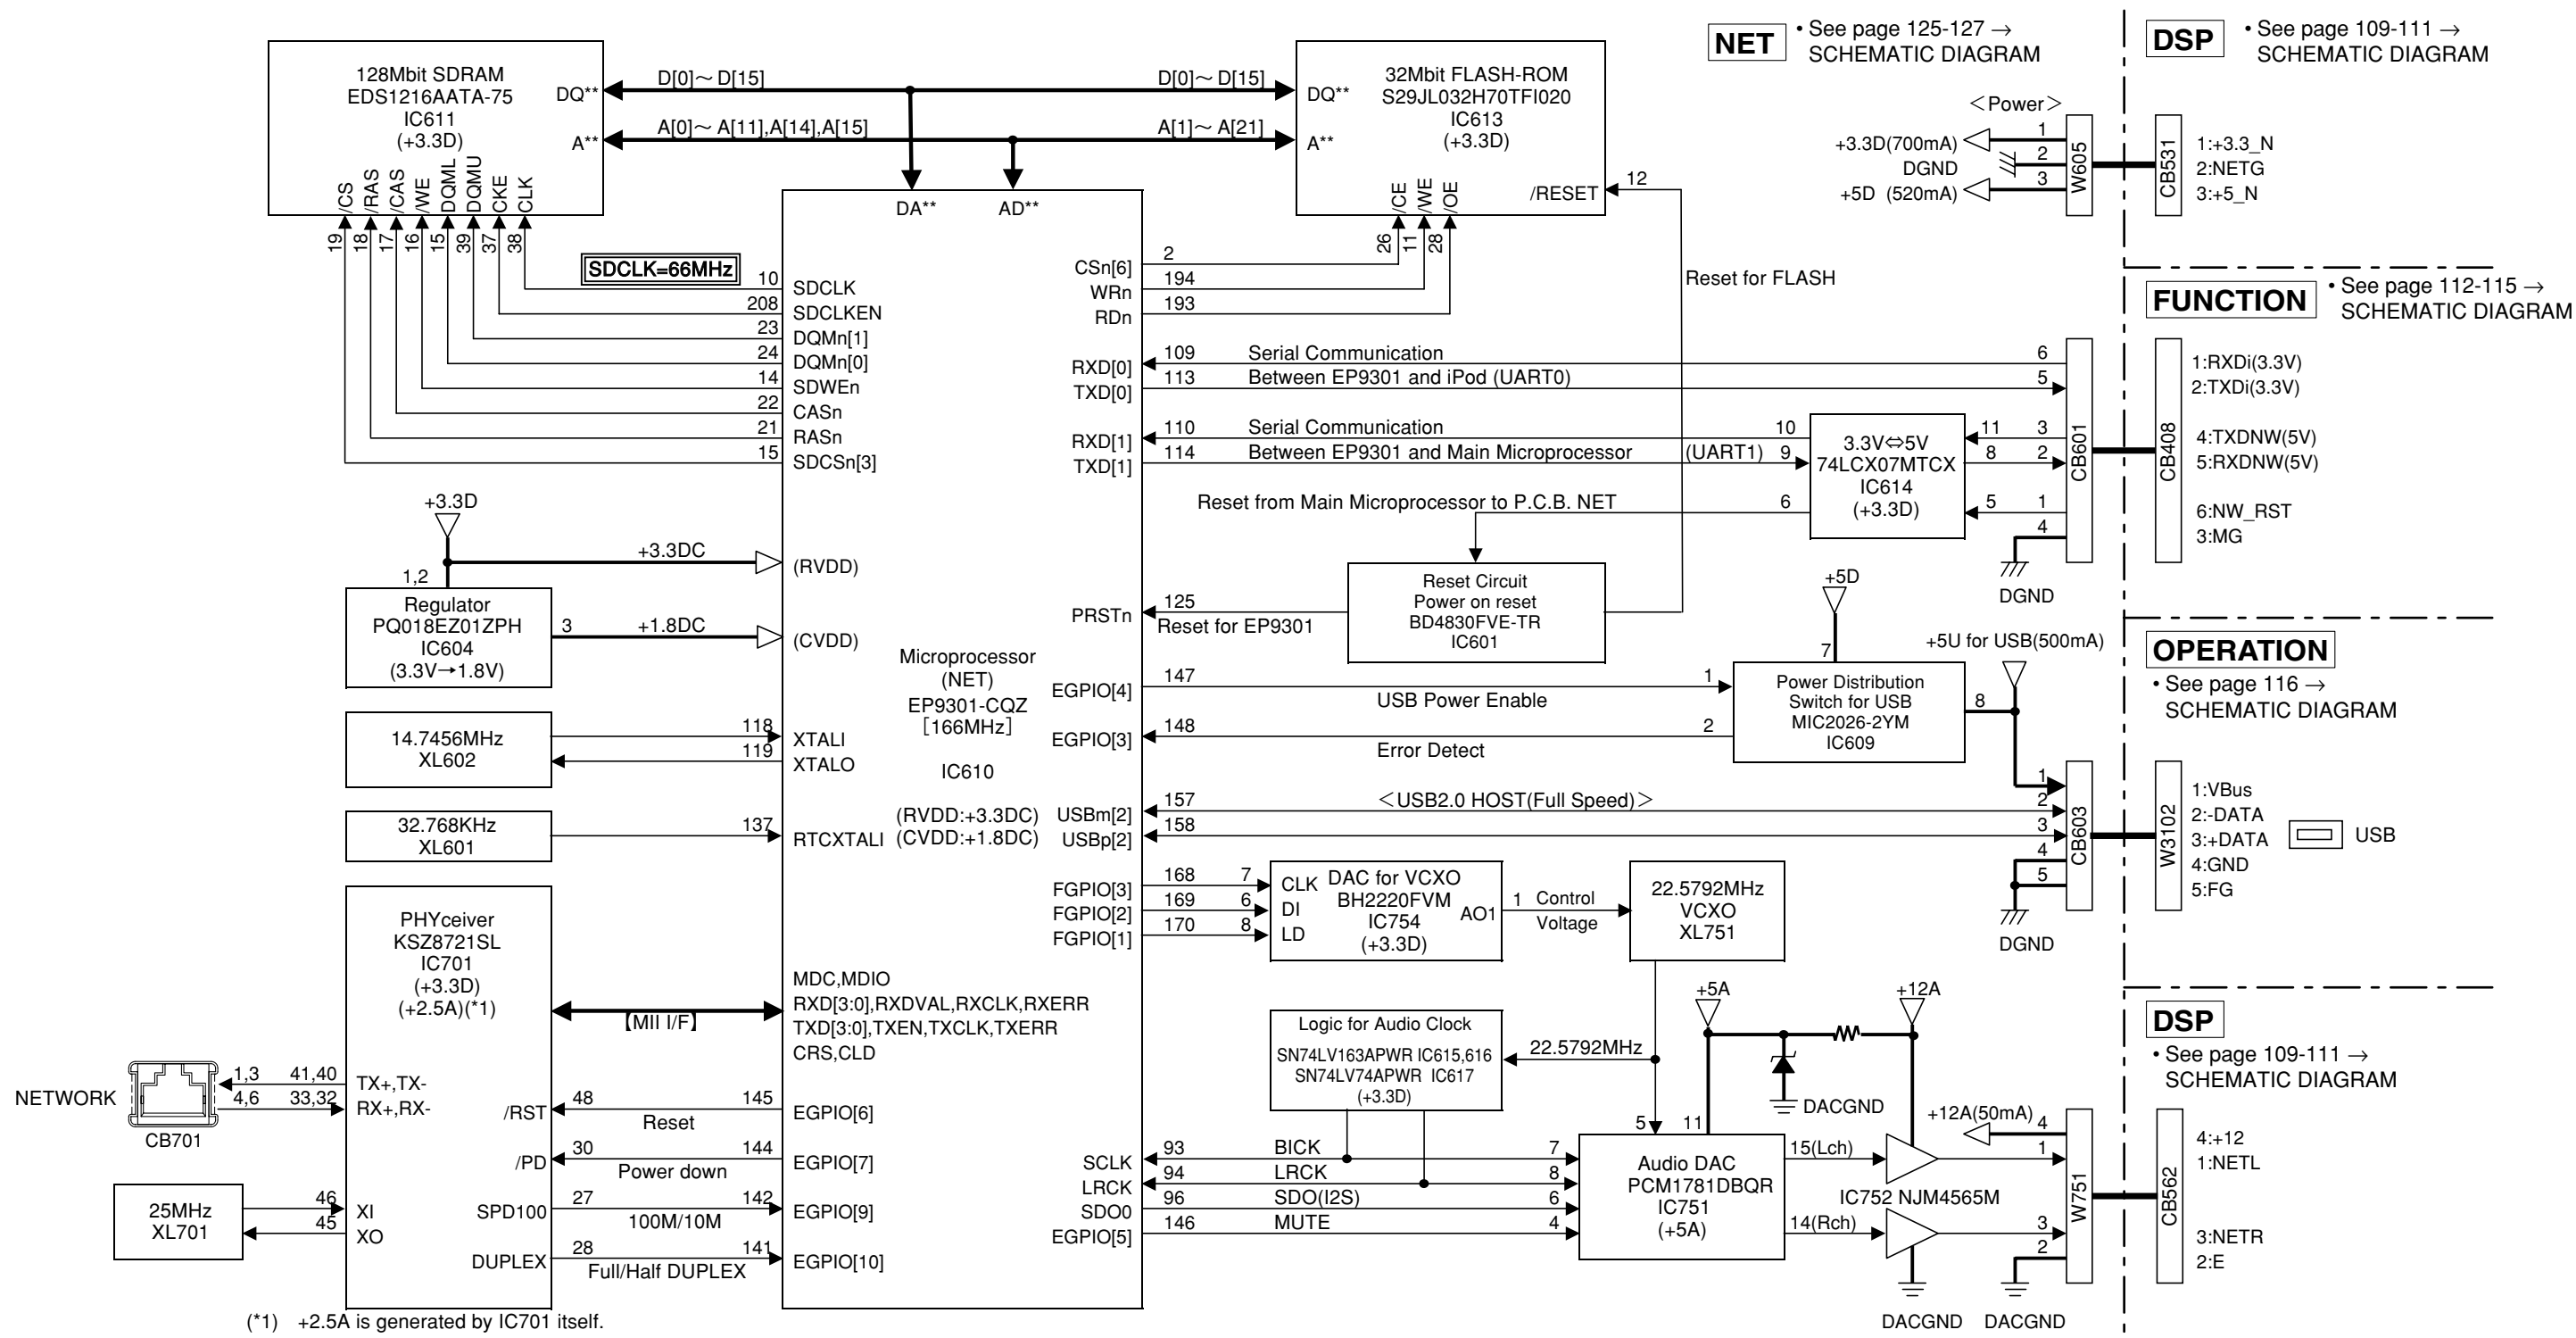 NET
• See page 125-127 →
SCHEMATIC DIAGRAM
DSP
• See page 109-111 →
SCHEMATIC DIAGRAM
128Mbit SDRAM
EDS1216AATA-75
IC611
(+3.3D)
DQ**
A**
/CS
/RAS
/CAS
/WE
DQML
DQMU
CKE
CLK
19
18
17
16
15
39
37
38
D[0]～ D[15]
D[0]～ D[15]
A[0]～ A[11],A[14],A[15]
A[1]～ A[21]
32Mbit FLASH-ROM
S29JL032H70TFI020
IC613
(+3.3D)
DQ**
A**
/RESET
12
/CE
/WE
/OE
26
11
28
Reset for FLASH
＜Power＞
+3.3D(700mA)
DGND
+5D (520mA)
1
2
3
W605
CB531
1:+3.3_N
2:NETG
3:+5_N
DA**
AD**
SDCLK=66MHz
10
SDCLK
208
SDCLKEN
23
DQMn[1]
24
DQMn[0]
14
SDWEn
22
CASn
21
RASn
15
SDCSn[3]
CSn[6]
2
WRn
194
RDn
193
FUNCTION
• See page 112-115 →
SCHEMATIC DIAGRAM
RXD[0]
109
Serial Communication
6
TXD[0]
113
Between EP9301 and iPod (UART0)
5
RXD[1]
110
Serial Communication
10
TXD[1]
114
Between EP9301 and Main Microprocessor
(UART1)
9
3.3V⇔5V
74LCX07MTCX
IC614
(+3.3D)
11
3
8
2
Reset from Main Microprocessor to P.C.B. NET
6
5
1
4
DGND
CB601
CB408
1:RXDi(3.3V)
2:TXDi(3.3V)
4:TXDNW(5V)
5:RXDNW(5V)
6:NW_RST
3:MG
+3.3D
+3.3DC
(RVDD)
1,2
Regulator
PQ018EZ01ZPH
IC604
(3.3V→1.8V)
3
+1.8DC
(CVDD)
Reset Circuit
Power on reset
BD4830FVE-TR
IC601
PRSTn
125
Reset for EP9301
+5D
7
+5U for USB(500mA)
Microprocessor
(NET)
EP9301-CQZ
［166MHz］
IC610
(RVDD:+3.3DC)
(CVDD:+1.8DC)
EGPIO[4]
147
1
USB Power Enable
EGPIO[3]
148
2
Error Detect
Power Distribution
Switch for USB
MIC2026-2YM
IC609
8
OPERATION
• See page 116 →
SCHEMATIC DIAGRAM
14.7456MHz
XL602
118
XTALI
119
XTALO
32.768KHz
XL601
137
RTCXTALI
USBm[2]
157
＜USB2.0 HOST(Full Speed)＞
USBp[2]
158
1
2
3
4
5
DGND
CB603
W3102
1:VBus
2:-DATA
3:+DATA
4:GND
5:FG
USB
FGPIO[3]
168
7
CLK
FGPIO[2]
169
6
DI
FGPIO[1]
170
8
LD
DAC for VCXO
BH2220FVM
IC754
(+3.3D)
AO1
1
Control
Voltage
22.5792MHz
VCXO
XL751
PHYceiver
KSZ8721SL
IC701
(+3.3D)
(+2.5A)(*1)
【MII I/F】
MDC,MDIO
RXD[3:0],RXDVAL,RXCLK,RXERR
TXD[3:0],TXEN,TXCLK,TXERR
CRS,CLD
Logic for Audio Clock
SN74LV163APWR IC615,616
SN74LV74APWR IC617
(+3.3D)
22.5792MHz
+5A
+12A
DACGND
DSP
• See page 109-111 →
SCHEMATIC DIAGRAM
NETWORK
CB701
1,3
41,40
TX+,TX-
4,6
33,32
RX+,RX-
/RST
48
145
EGPIO[6]
Reset
/PD
30
144
EGPIO[7]
Power down
25MHz
XL701
46
XI
45
XO
SPD100
27
142
EGPIO[9]
100M/10M
DUPLEX
28
141
EGPIO[10]
Full/Half DUPLEX
SCLK
93
BICK
7
LRCK
94
LRCK
8
SDO0
96
SDO(I2S)
6
EGPIO[5]
146
MUTE
4
5
11
Audio DAC
PCM1781DBQR
IC751
(+5A)
15(Lch)
14(Rch)
IC752 NJM4565M
+12A(50mA)
4
1
3
2
W751
CB562
4:+12
1:NETL
3:NETR
2:E
DACGND
DACGND
(*1) +2.5A is generated by IC701 itself.